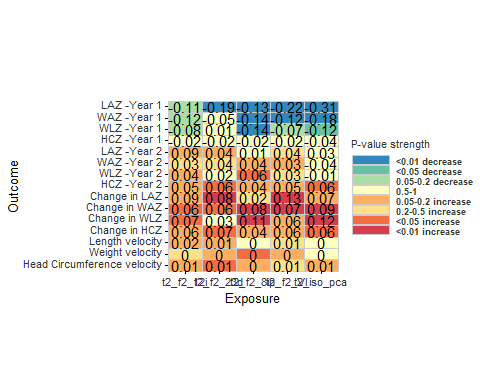 LAZ -Year 1 -0.11 -0.19 -0.13 -0.22 -0.31
WAZ -Year 1 -0.12 -0.05 -0.14 -0.12 -0.18
WLZ -Year 1 -0.08 0.01 -0.14 -0.07 -0.12
HCZ -Year 1 -0.02 -0.02 -0.02 -0.02 -0.04
LAZ -Year 2 0.09 0.04 0.01 0.04 0.03
WAZ -Year 2 0.03 0.04 0.04 0.03
WLZ -Year 2 0.04 0.02 0.06 0.03 -0.01
HCZ -Year 2 0.05 0.06 0.04 0.05 0.06
Change in LAZ 0.09 0.08 0.02 0.13 0.07
Change in WAZ 0.06 0.06 0.08 0.07 0.09
Change in WLZ 0.07 0.03 0.11 0.06 0.12
Change in HCZ 0.06 0.07 0.04 0.06 0.06
Length velocity 0.02 0.01 0 0.01 0
Weight velocity 0 0 0 0 0
Head Circumference velocity 0.01 0.01 0 0.01 0.01
Outcome
Exposure
P-value strength
<0.01 decrease
<0.05 decrease
0.05-0.2 decrease
0.5-1
0.05-0.2 increase
0.2-0.5 increase
<0.05 increase
<0.01 increase